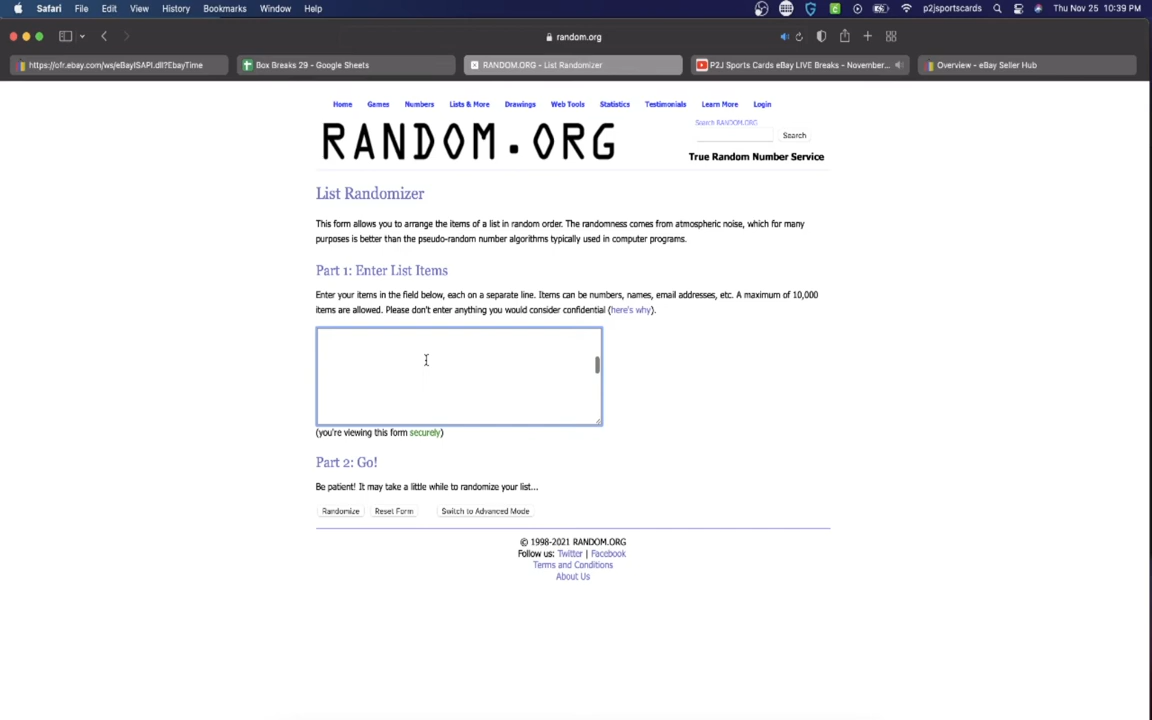 Safari File Edit View History Bookmarks Window Help p2jsportscards Thu Nov 25 10:39 PM
random.org
https://ofr.ebay.com/ws/eBayISAPI.dll?EbayTime Box Breaks 29 - Google Sheets RANDOM.ORG - List Randomizer P2J Sports Cards eBay LIVE Breaks - November... Overview - eBay Seller Hub
Home Games Numbers Lists & More Drawings Web Tools Statistics Testimonials Learn More Login
Search RANDOM.ORG
RANDOM.ORG
Search
True Random Number Service
List Randomizer
This form allows you to arrange the items of a list in random order. The randomness comes from atmospheric noise, which for many
purposes is better than the pseudo-random number algorithms typically used in computer programs.
Part 1: Enter List Items
Enter your items in the field below, each on a separate line. Items can be numbers, names, email addresses, etc. A maximum of 10,000
items are allowed. Please don't enter anything you would consider confidential (here's why).
(you're viewing this form securely)
Part 2: Go!
Be patient! It may take a little while to randomize your list...
Randomize Reset Form Switch to Advanced Mode
© 1998-2021 RANDOM.ORG
Follow us: Twitter | Facebook
Terms and Conditions
About Us